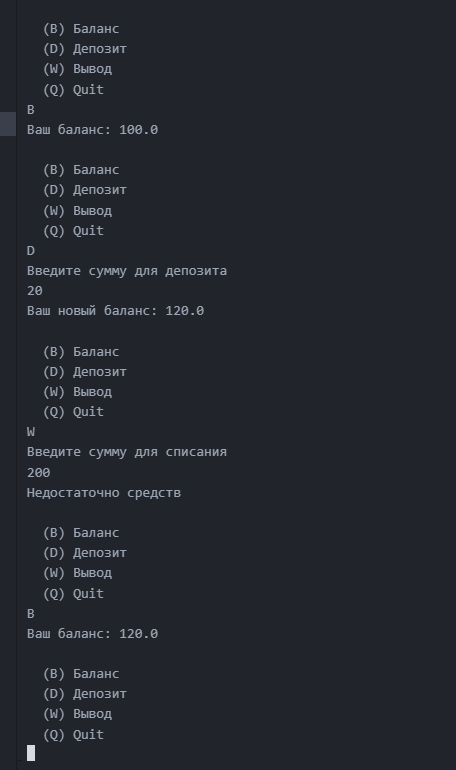 (B) Баланс
(D) Депозит
(W) Вывод
(Q) Quit
B
Ваш баланс: 100.0
(B) Баланс
(D) Депозит
(W) Вывод
(Q) Quit
D
Введите сумму для депозита
20
Ваш новый баланс: 120.0
(B) Баланс
(D) Депозит
(W) Вывод
(Q) Quit
W
Введите сумму для списания
200
Недостаточно средств
(B) Баланс
(D) Депозит
(W) Вывод
(Q) Quit
B
Ваш баланс: 120.0
(B) Баланс
(D) Депозит
(W) Вывод
(Q) Quit